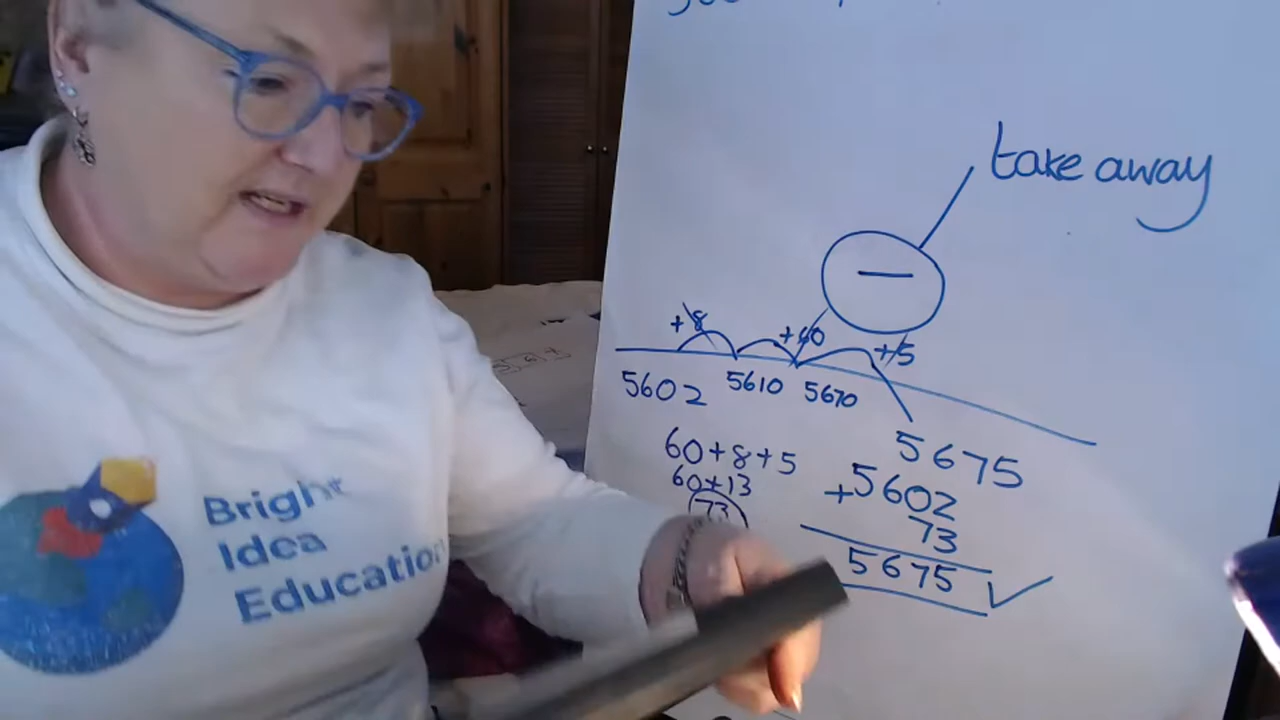 take away
−
+8 +60 +5
5602 5610 5670
5675
60+8+5
60+13
73
+5602
73
5675 ✓
Bright
Idea
Education